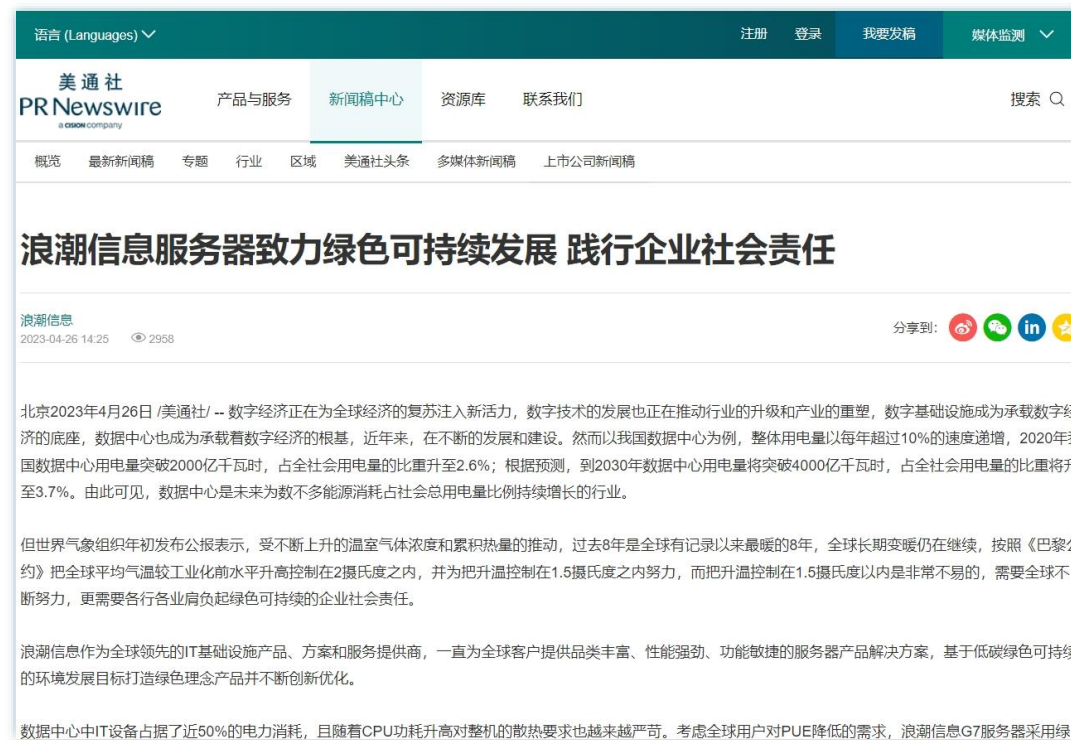 语言 (Languages)
注册 登录 我要发稿 媒体监测
美通社
PR Newswire
a CISION company
产品与服务 新闻稿中心 资源库 联系我们 搜索
概览 最新新闻稿 专题 行业 区域 美通社头条 多媒体新闻稿 上市公司新闻稿
浪潮信息服务器致力绿色可持续发展 践行企业社会责任
浪潮信息
2023-04-26 14:25 2958
分享到:
in
北京2023年4月26日 /美通社/ -- 数字经济正在为全球经济的复苏注入新活力，数字技术的发展也正在推动行业的升级和产业的重塑，数字基础设施成为承载数字经
济的底座，数据中心也成为承载着数字经济的根基，近年来，在不断的发展和建设。然而以我国数据中心为例，整体用电量以每年超过10%的速度递增，2020年我
国数据中心用电量突破2000亿千瓦时，占全社会用电量的比重升至2.6%；根据预测，到2030年数据中心用电量将突破4000亿千瓦时，占全社会用电量的比重将升
至3.7%。由此可见，数据中心是未来为数不多能源消耗占社会总用电量比例持续增长的行业。
但世界气象组织年初发布公报表示，受不断上升的温室气体浓度和累积热量的推动，过去8年是全球有记录以来最暖的8年，全球长期变暖仍在继续，按照《巴黎公
约》把全球平均气温较工业化前水平升高控制在2摄氏度之内，并为把升温控制在1.5摄氏度之内努力，而把升温控制在1.5摄氏度以内是非常不易的，需要全球不
断努力，更需要各行各业肩负起绿色可持续的企业社会责任。
浪潮信息作为全球领先的IT基础设施产品、方案和服务提供商，一直为全球客户提供品类丰富、性能强劲、功能敏捷的服务器产品解决方案，基于低碳绿色可持续
的环境发展目标打造绿色理念产品并不断创新优化。
数据中心中IT设备占据了近50%的电力消耗，且随着CPU功耗升高对整机的散热要求也越来越严苛。考虑全球用户对PUE降低的需求，浪潮信息G7服务器采用绿